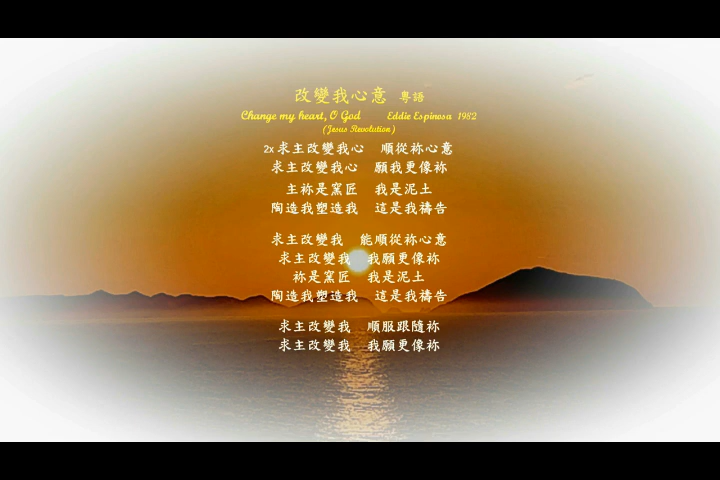 改變我心意 粵語
Change my heart, O God Eddie Espinosa 1982
(Jesus Revolution)
2x 求主改變我心 順從祢心意
求主改變我心 願我更像祢
主祢是窯匠 我是泥土
陶造我塑造我 這是我禱告
求主改變我 能順從祢心意
求主改變我 我願更像祢
祢是窯匠 我是泥土
陶造我塑造我 這是我禱告
求主改變我 順服跟隨祢
求主改變我 我願更像祢